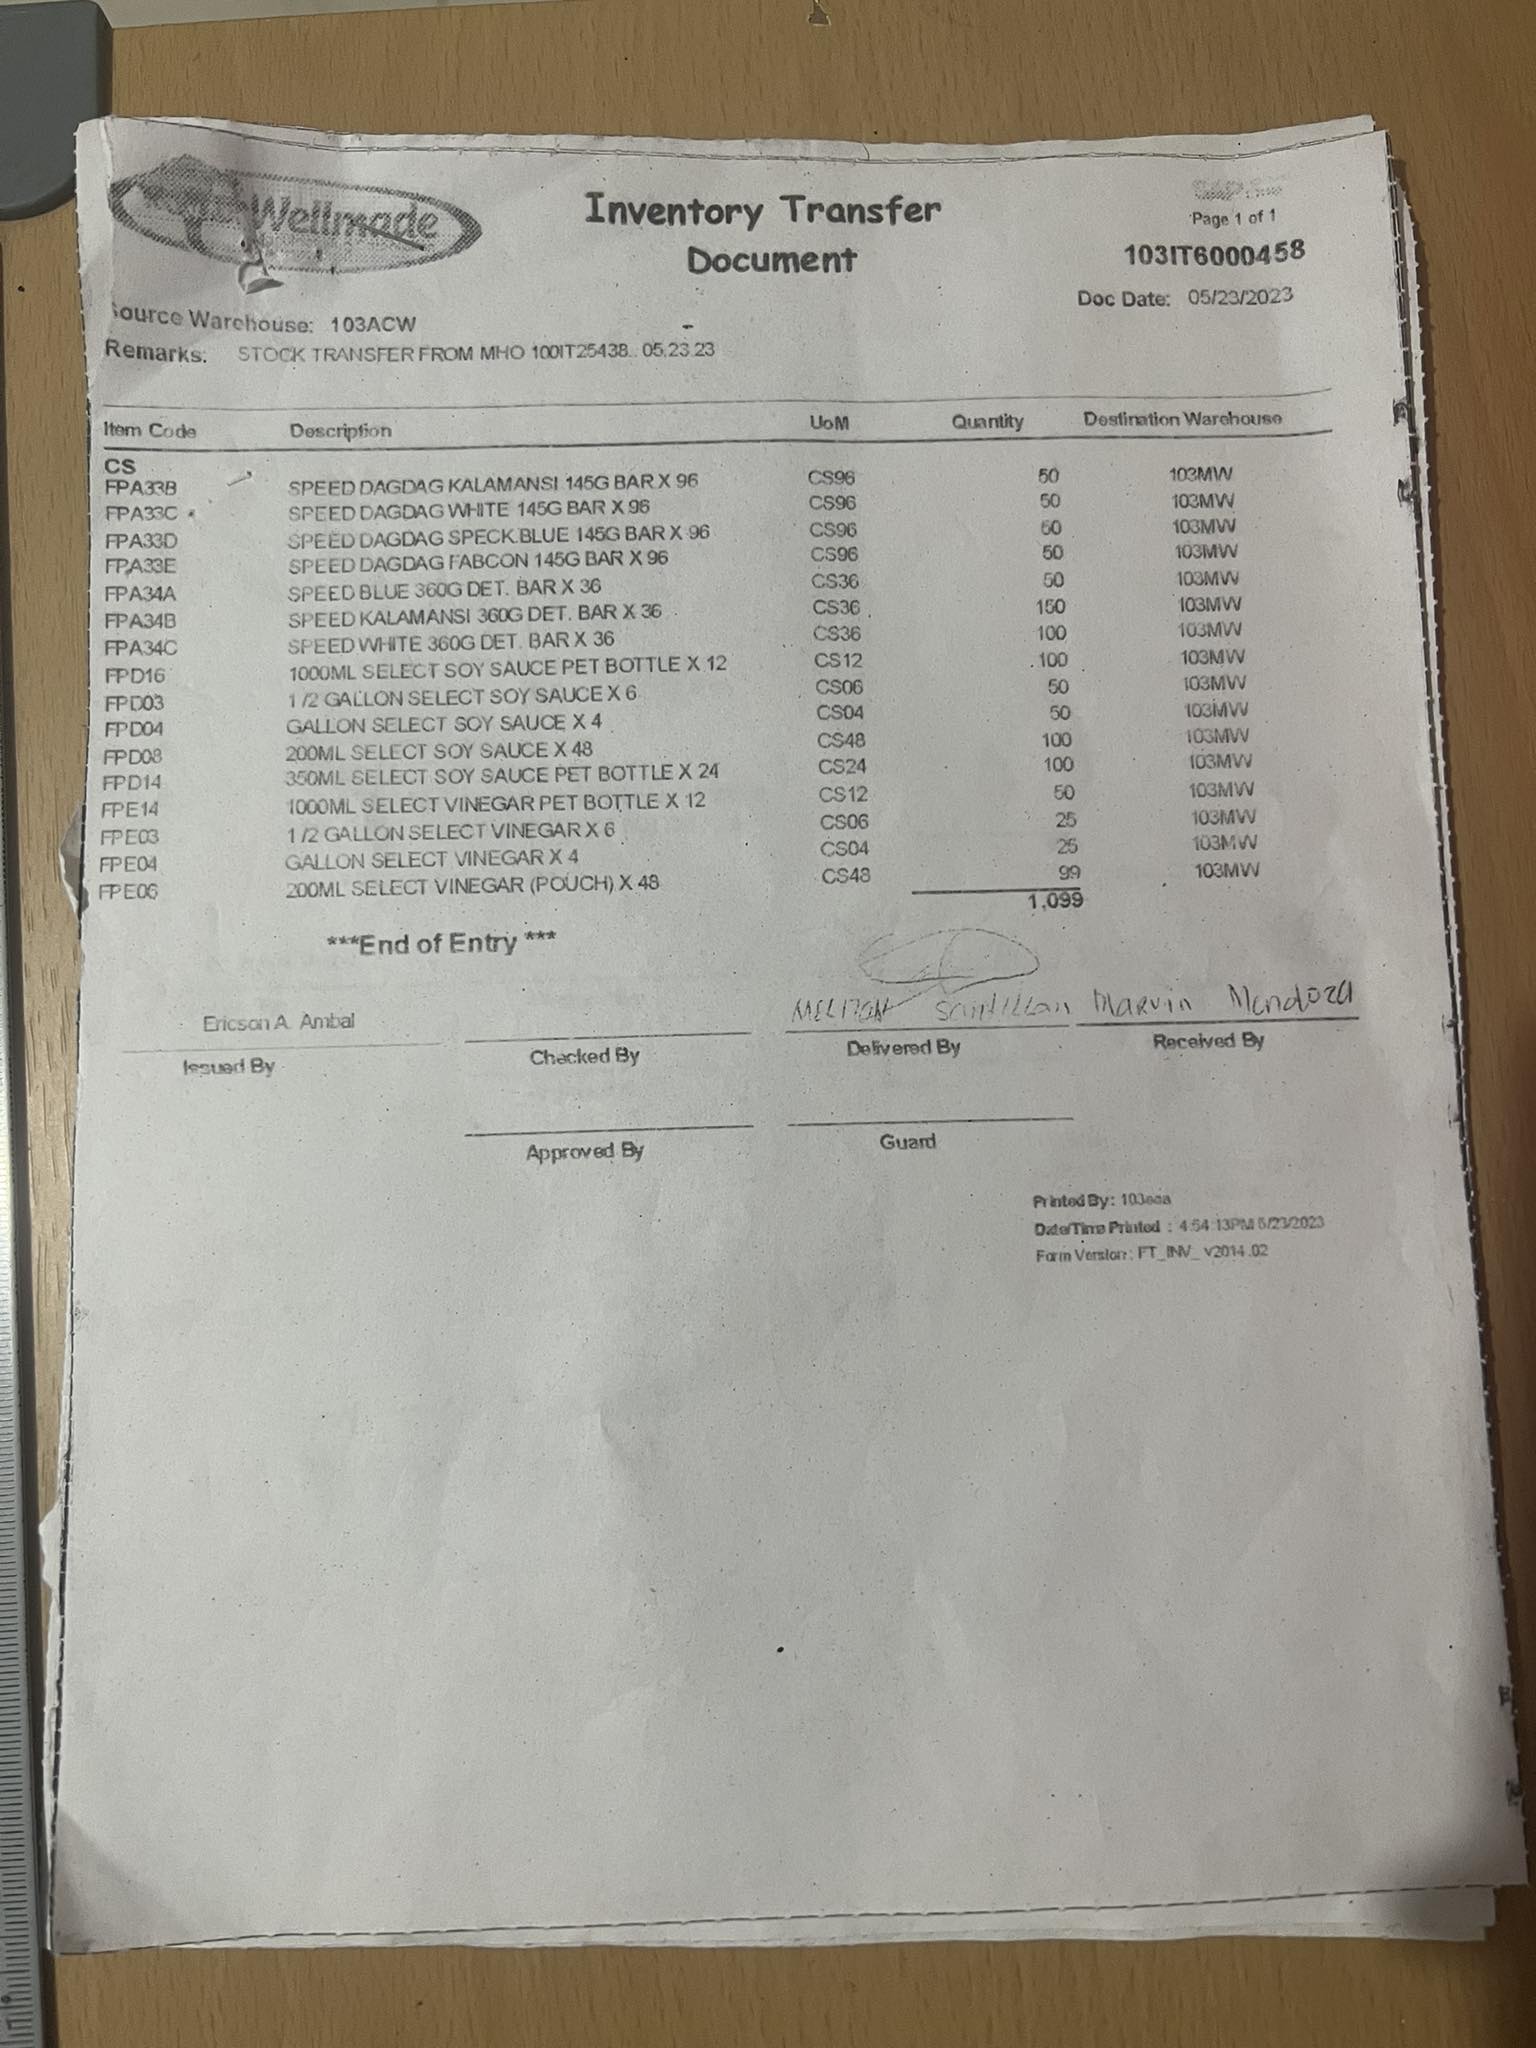 Wellmade
Inventory Transfer
Document
Page 1 of 1
103IT6000458
Doc Date: 05/23/2023
Source Warehouse: 103ACW
Remarks: STOCK TRANSFER FROM MHO 100IT25438.. 05.23.23
Item Code Description UoM Quantity Destination Warehouse
CS
FPA33B SPEED DAGDAG KALAMANSI 145G BAR X 96 CS96 50 103MW
FPA33C SPEED DAGDAG WHITE 145G BAR X 96 CS96 50 103MW
FPA33D SPEED DAGDAG SPECK.BLUE 145G BAR X 96 CS96 50 103MW
FPA33E SPEED DAGDAG FABCON 145G BAR X 96 CS96 50 103MW
FPA34A SPEED BLUE 360G DET. BAR X 36 CS36 50 103MW
FPA34B SPEED KALAMANSI 360G DET. BAR X 36 CS36 150 103MW
FPA34C SPEED WHITE 360G DET. BAR X 36 CS36 100 103MW
FPD16 1000ML SELECT SOY SAUCE PET BOTTLE X 12 CS12 100 103MW
FPD03 1/2 GALLON SELECT SOY SAUCE X 6 CS06 50 103MW
FPD04 GALLON SELECT SOY SAUCE X 4 CS04 50 103MW
FPD08 200ML SELECT SOY SAUCE X 48 CS48 100 103MW
FPD14 350ML SELECT SOY SAUCE PET BOTTLE X 24 CS24 100 103MW
FPE14 1000ML SELECT VINEGAR PET BOTTLE X 12 CS12 50 103MW
FPE03 1/2 GALLON SELECT VINEGAR X 6 CS06 25 103MW
FPE04 GALLON SELECT VINEGAR X 4 CS04 25 103MW
FPE06 200ML SELECT VINEGAR (POUCH) X 48 CS48 99 103MW
1,099
***End of Entry ***
Ericson A. Ambal Marvin Mendoza
Issued By Checked By Delivered By Received By
Approved By Guard
Printed By: 103eaa
Date/Time Printed : 4:54:13PM 5/23/2023
Form Version: FT_INV_ v2014.02